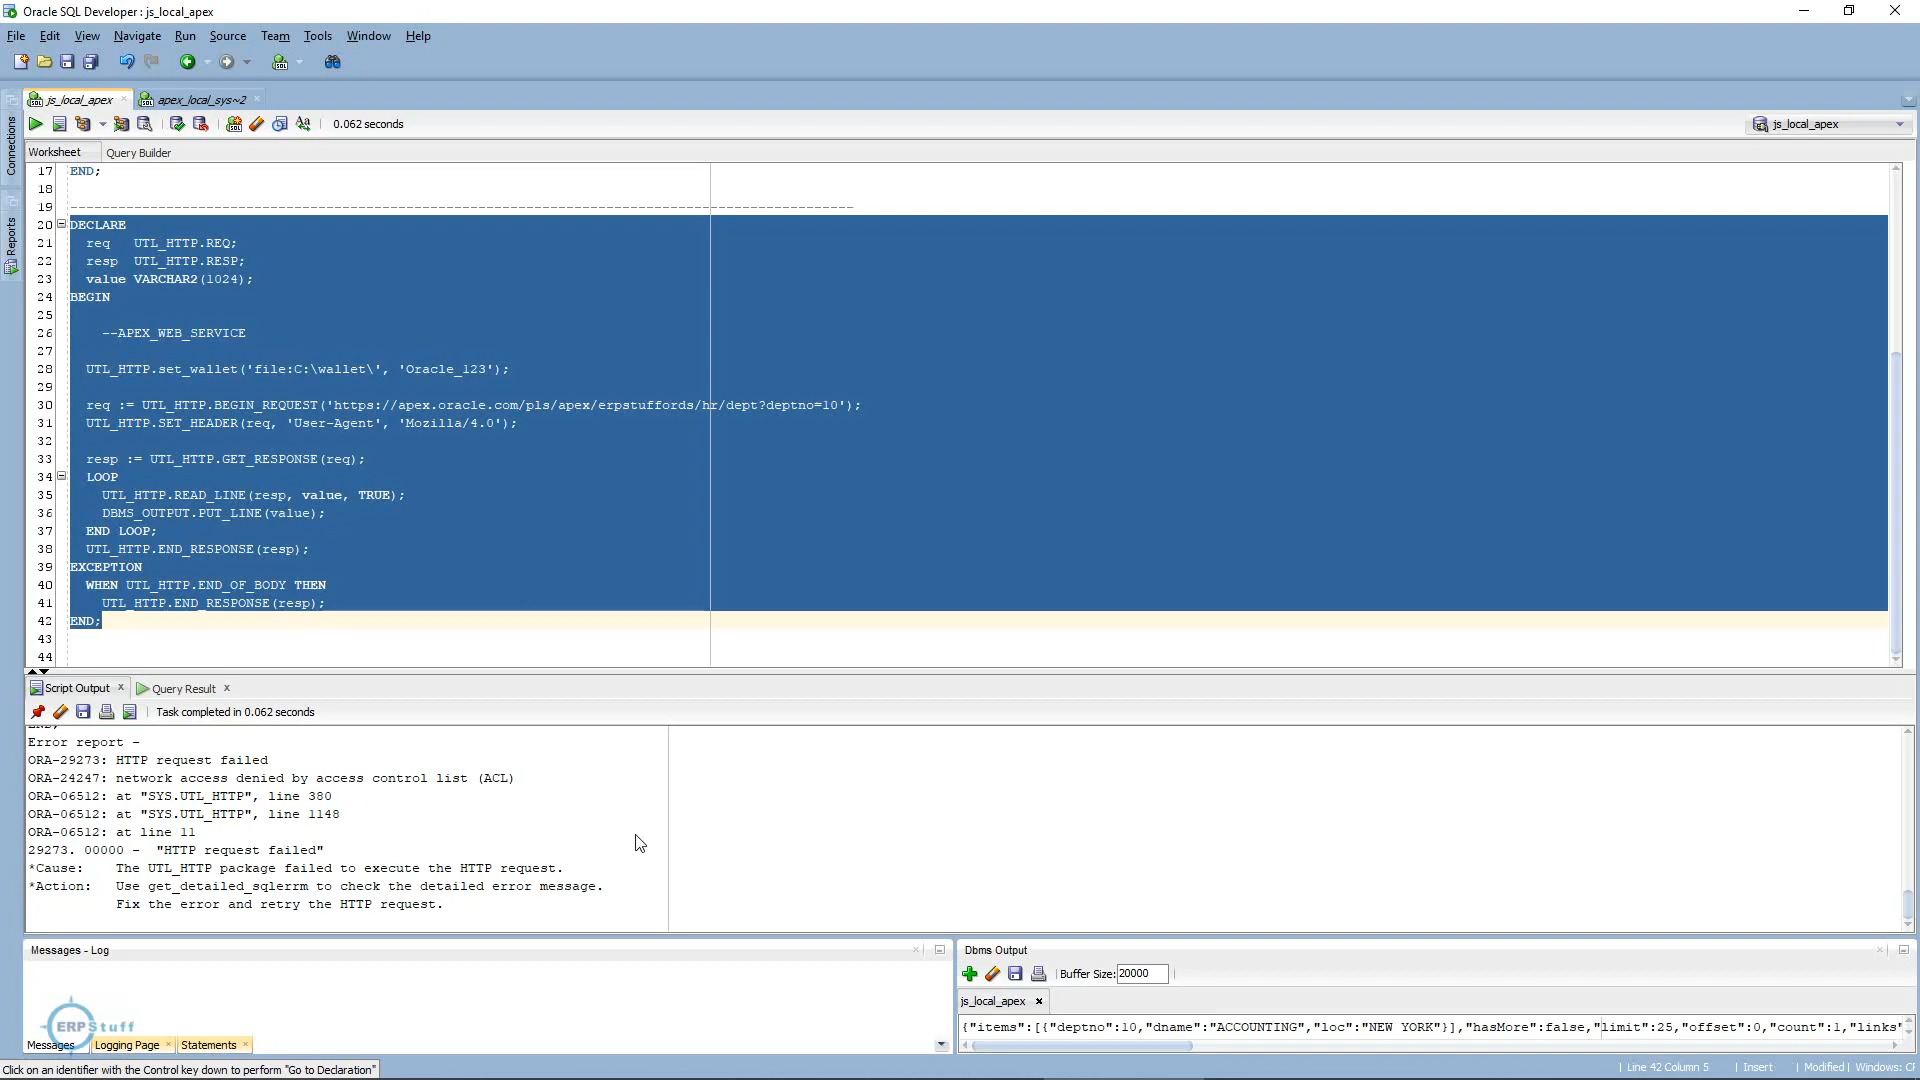 Oracle SQL Developer : js_local_apex
File Edit View Navigate Run Source Team Tools Window Help
js_local_apex apex_local_sys~2
0.062 seconds
js_local_apex
Connections
Reports
Worksheet Query Builder
17 END;
18
19 --------------------------------------------------------------------------------------------------
20 DECLARE
21 req UTL_HTTP.REQ;
22 resp UTL_HTTP.RESP;
23 value VARCHAR2(1024);
24 BEGIN
25
26 --APEX_WEB_SERVICE
27
28 UTL_HTTP.set_wallet('file:C:\wallet\', 'Oracle_123');
29
30 req := UTL_HTTP.BEGIN_REQUEST('https://apex.oracle.com/pls/apex/erpstuffords/hr/dept?deptno=10');
31 UTL_HTTP.SET_HEADER(req, 'User-Agent', 'Mozilla/4.0');
32
33 resp := UTL_HTTP.GET_RESPONSE(req);
34 LOOP
35 UTL_HTTP.READ_LINE(resp, value, TRUE);
36 DBMS_OUTPUT.PUT_LINE(value);
37 END LOOP;
38 UTL_HTTP.END_RESPONSE(resp);
39 EXCEPTION
40 WHEN UTL_HTTP.END_OF_BODY THEN
41 UTL_HTTP.END_RESPONSE(resp);
42 END;
43
44
Script Output Query Result
Task completed in 0.062 seconds
Error report -
ORA-29273: HTTP request failed
ORA-24247: network access denied by access control list (ACL)
ORA-06512: at "SYS.UTL_HTTP", line 380
ORA-06512: at "SYS.UTL_HTTP", line 1148
ORA-06512: at line 11
29273. 00000 - "HTTP request failed"
*Cause: The UTL_HTTP package failed to execute the HTTP request.
*Action: Use get_detailed_sqlerrm to check the detailed error message.
Fix the error and retry the HTTP request.
Messages - Log
ERPStuff
Messages Logging Page Statements
Dbms Output
Buffer Size: 20000
js_local_apex
{"items":[{"deptno":10,"dname":"ACCOUNTING","loc":"NEW YORK"}],"hasMore":false,"limit":25,"offset":0,"count":1,"links"
Click on an identifier with the Control key down to perform "Go to Declaration"
Line 42 Column 5 Insert Modified Windows: